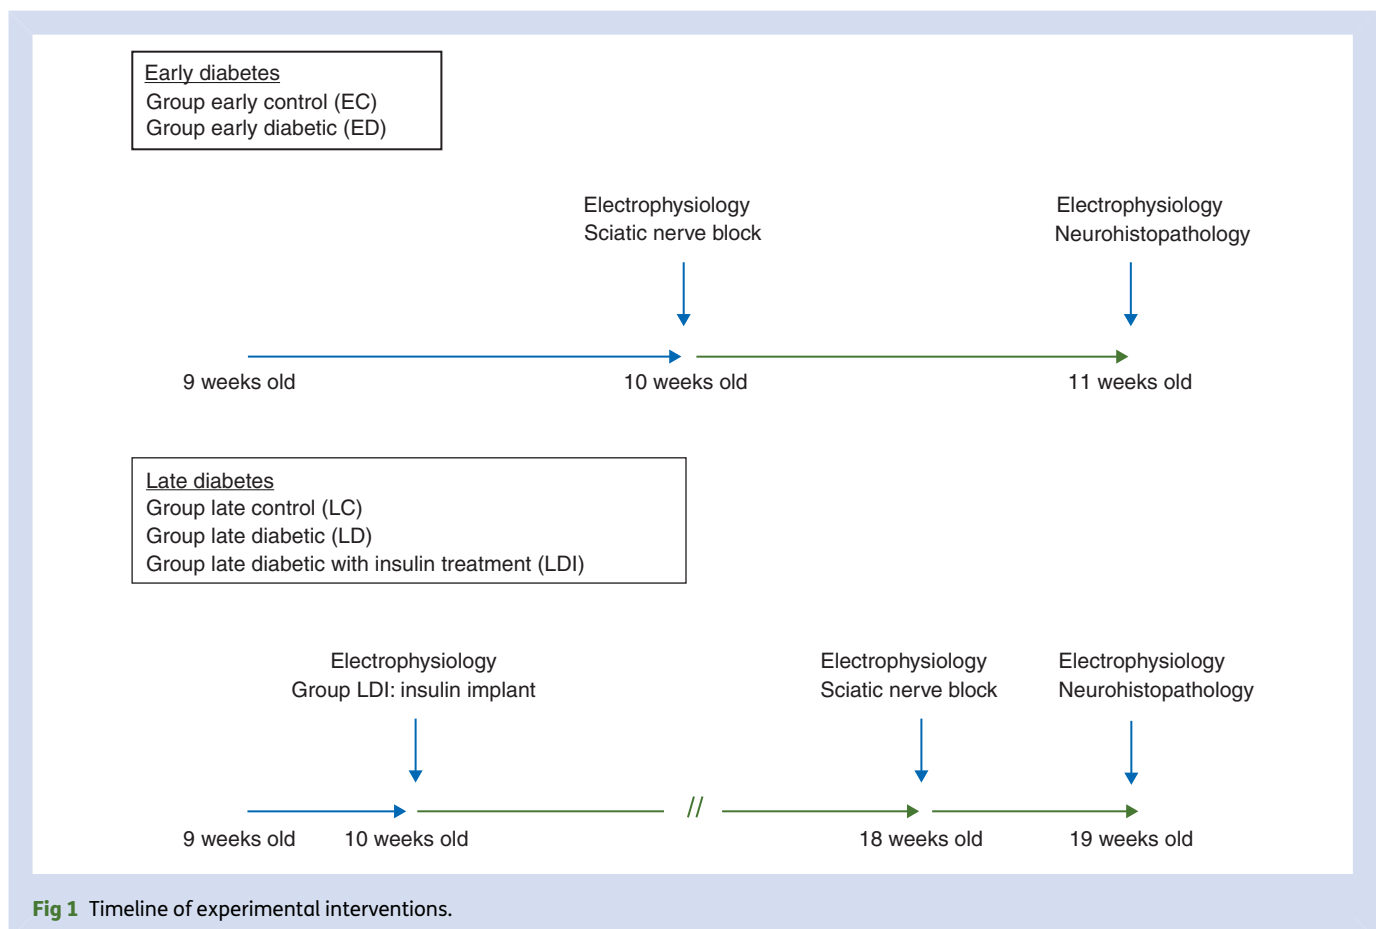 Early diabetes
Group early control (EC)
Group early diabetic (ED)
Electrophysiology
Sciatic nerve block
Electrophysiology
Neurohistopathology
9 weeks old
10 weeks old
11 weeks old
Late diabetes
Group late control (LC)
Group late diabetic (LD)
Group late diabetic with insulin treatment (LDI)
Electrophysiology
Group LDI: insulin implant
Electrophysiology
Sciatic nerve block
Electrophysiology
Neurohistopathology
//
9 weeks old
10 weeks old
18 weeks old
19 weeks old
Fig 1 Timeline of experimental interventions.